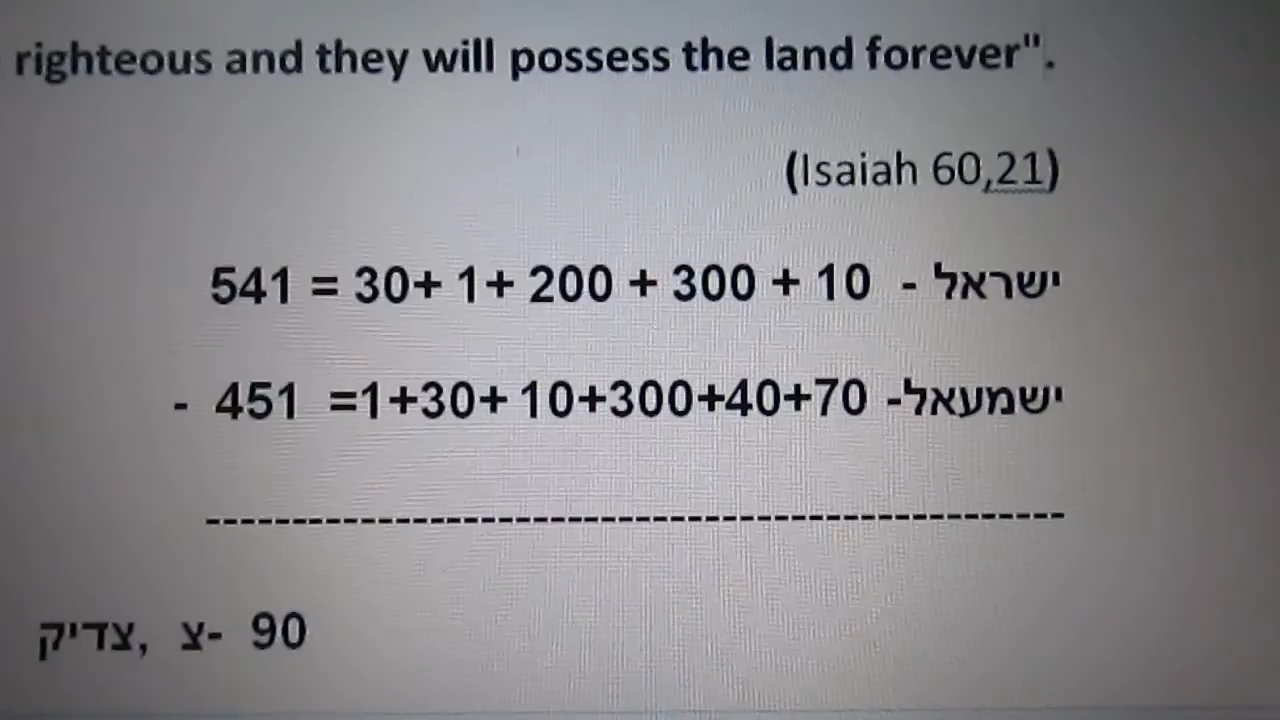 righteous and they will possess the land forever".
(Isaiah 60,21)
541 = 30+ 1+ 200 + 300 + 10 - ישראל
- 451 =1+30+ 10+300+40+70 -ישמעאל
--------------------------------------------------
צדיק, צ- 90